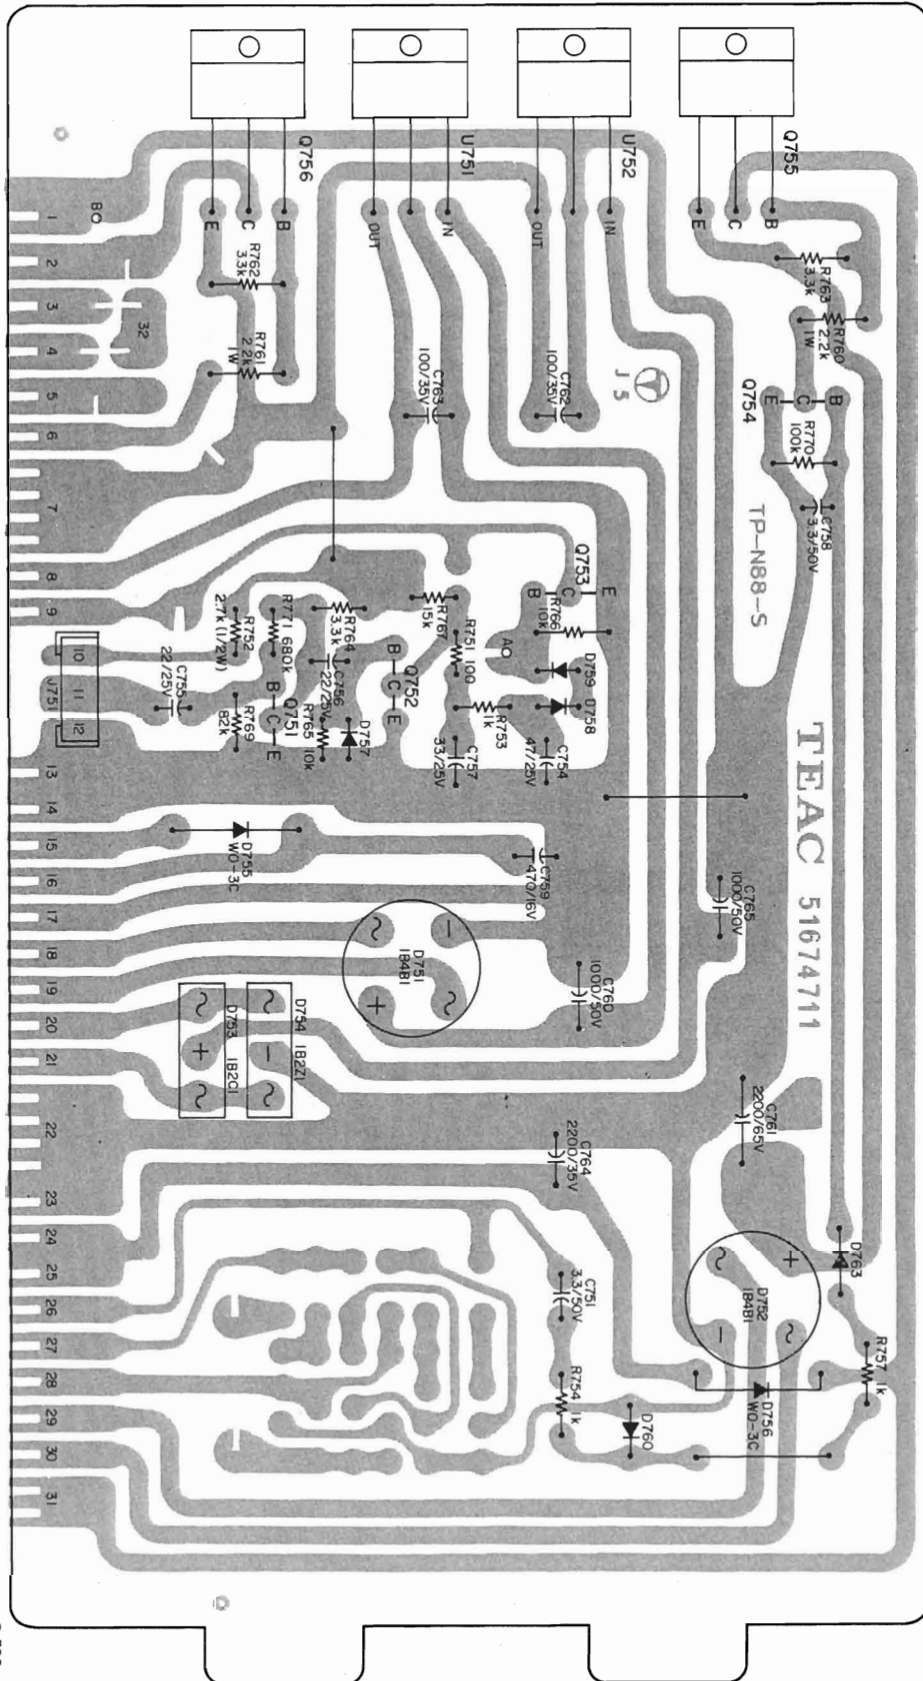 Q756
U751
U752
Q755
E C B
OUT IN
OUT IN
E C B
BO
R762
3.3k
R761
2.2k
1W
R763
3.3k
R760
2.2k
1W
C763
100/35V
C762
100/35V
J5
Q754
E C B
R770
100k
C758
3.3/50V
TP-N88-S
32
1
2
3
4
5
6
7
8
9
10
11
12
J751
13
14
15
16
17
18
19
20
21
22
23
24
25
26
27
28
29
30
31
R752
2.7k (1/2W)
R771 680k
R764
3.3k
R767
15k
R751 100
Q753
B C E
R766
10k
AO
D759
D758
C755
22/25V
C756
22/25V
Q752
B C E
R769
82k
Q751
B C E
R765 10k
D757
R753
1k
C757
33/25V
C754
47/25V
TEAC 51674711
D755
WO-3C
C759
470/16V
C765
1000/50V
D751
1B4B1
C760
1000/50V
D753 1B2C1
D754 1B2Z1
C764
2200/35V
C761
2200/65V
C751
3.3/50V
D752
1B4B1
D763
R757 1k
R754 1k
D760
D756
WO-3C